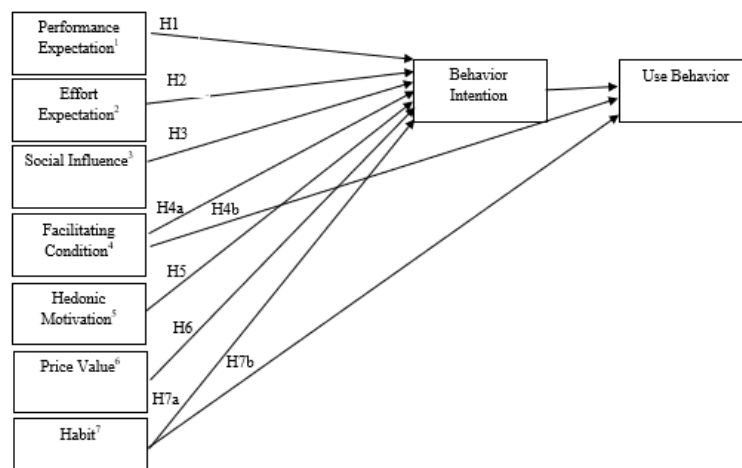 Performance
Expectation¹
H1
Behavior
Intention
Use Behavior
Effort
Expectation²
H2
Social Influence³
H3
Facilitating
Condition⁴
H4a
H4b
Hedonic
Motivation⁵
H5
Price Value⁶
H6
H7b
H7a
Habit⁷